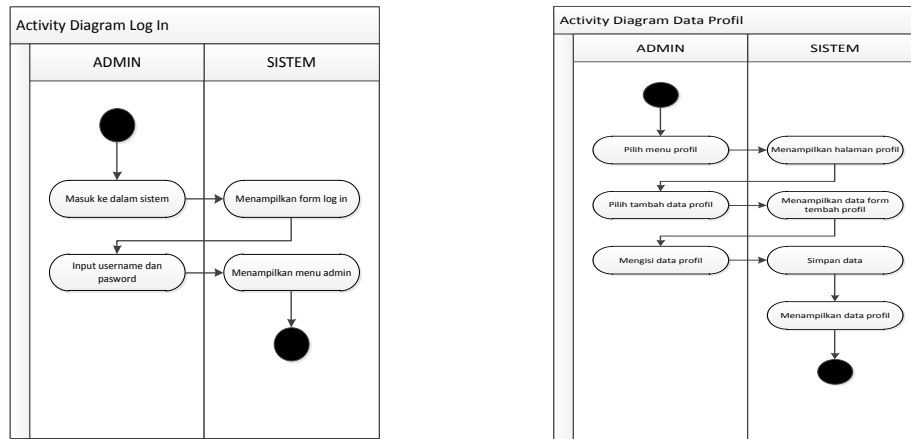 Activity Diagram Log In
ADMIN
SISTEM
Masuk ke dalam sistem
Menampilkan form log in
Input username dan
pasword
Menampilkan menu admin
Activity Diagram Data Profil
ADMIN
SISTEM
Pilih menu profil
Menampilkan halaman profil
Pilih tambah data profil
Menampilkan data form
tembah profil
Mengisi data profil
Simpan data
Menampilkan data profil